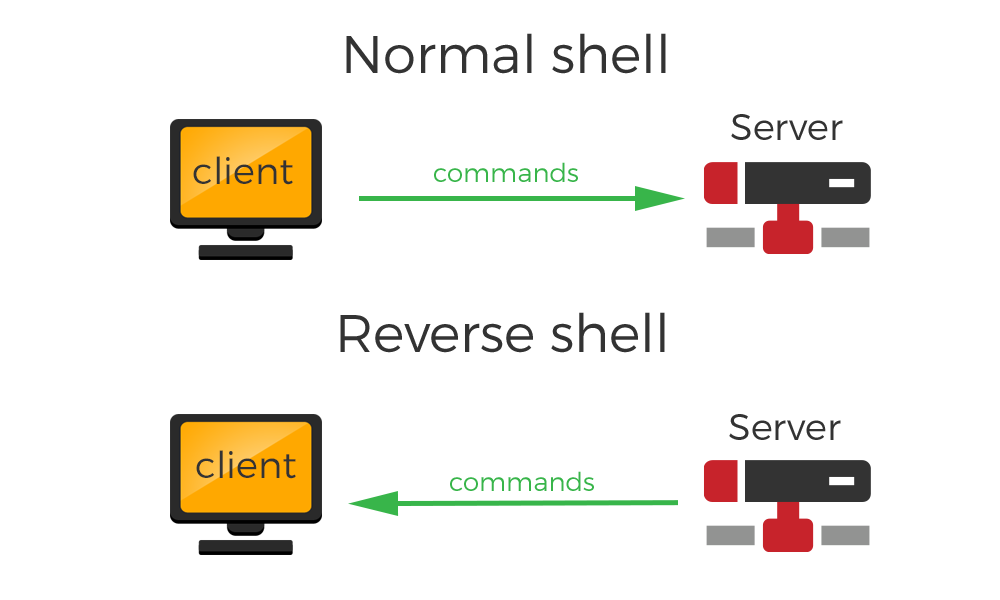 Normal shell
Server
client
commands
Reverse shell
Server
client
commands